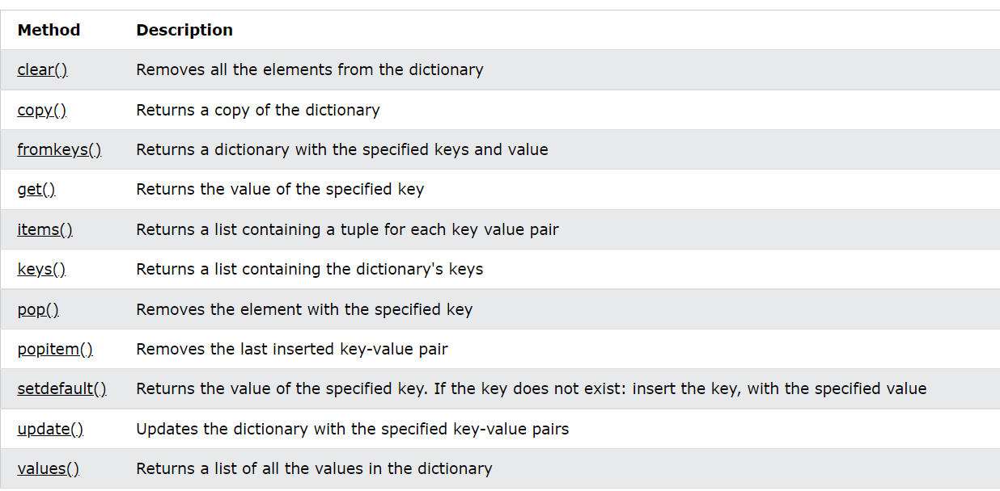 Method Description
clear() Removes all the elements from the dictionary
copy() Returns a copy of the dictionary
fromkeys() Returns a dictionary with the specified keys and value
get() Returns the value of the specified key
items() Returns a list containing a tuple for each key value pair
keys() Returns a list containing the dictionary's keys
pop() Removes the element with the specified key
popitem() Removes the last inserted key-value pair
setdefault() Returns the value of the specified key. If the key does not exist: insert the key, with the specified value
update() Updates the dictionary with the specified key-value pairs
values() Returns a list of all the values in the dictionary